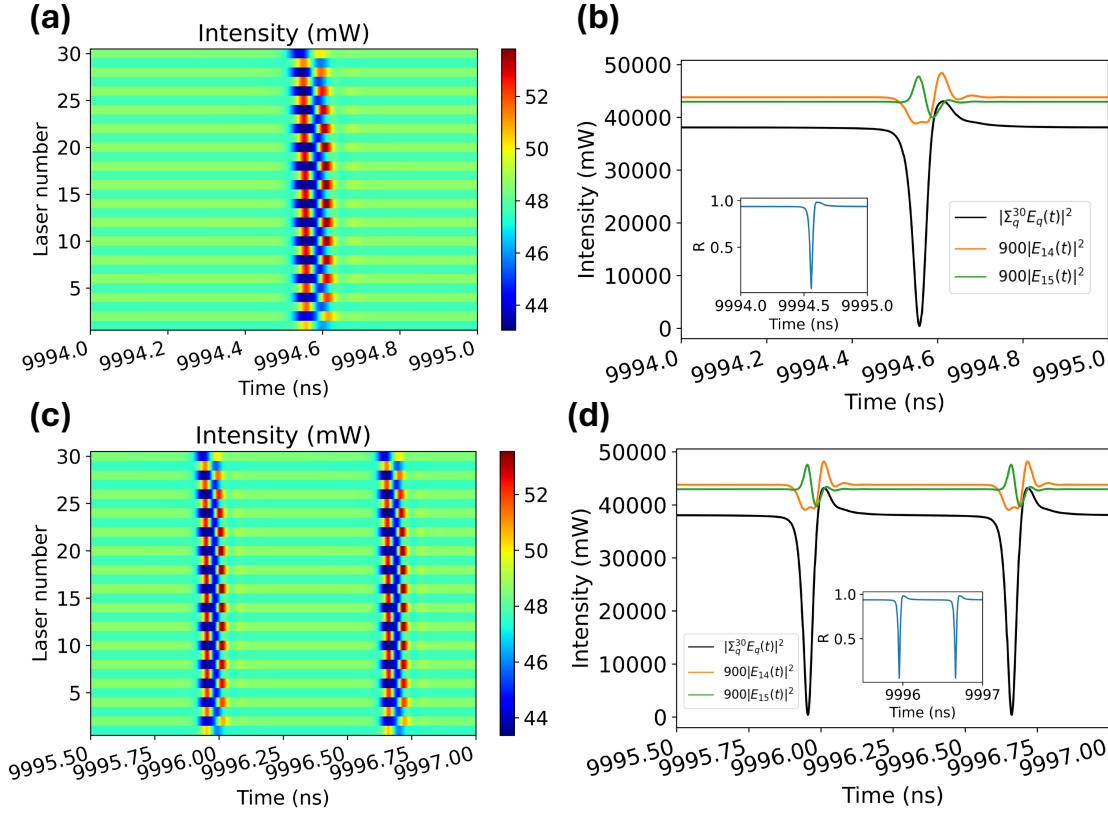 (a)
Intensity (mW)
30
25
20
15
10
5
Laser number
9994.0
9994.2
9994.4
9994.6
9994.8
9995.0
Time (ns)
52
50
48
46
44
(b)
50000
40000
30000
20000
10000
0
Intensity (mW)
1.0
0.5
R
9994.0
9994.5
9995.0
Time (ns)
|Σ_q^30 E_q(t)|^2
900|E_14(t)|^2
900|E_15(t)|^2
9994.0
9994.2
9994.4
9994.6
9994.8
9995.0
Time (ns)
(c)
Intensity (mW)
30
25
20
15
10
5
Laser number
9995.50
9995.75
9996.00
9996.25
9996.50
9996.75
9997.00
Time (ns)
52
50
48
46
44
(d)
50000
40000
30000
20000
10000
0
Intensity (mW)
|Σ_q^30 E_q(t)|^2
900|E_14(t)|^2
900|E_15(t)|^2
1.0
0.5
R
9996
9997
Time (ns)
9995.50
9995.75
9996.00
9996.25
9996.50
9996.75
9997.00
Time (ns)